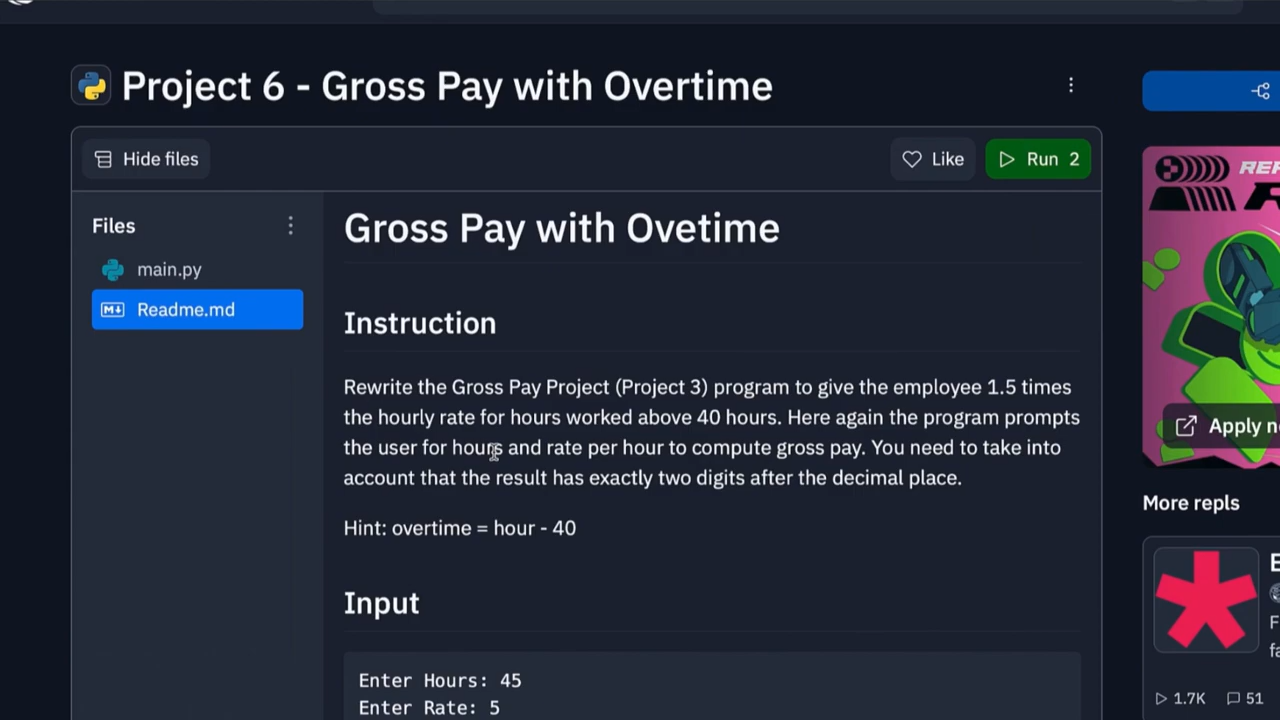 Project 6 - Gross Pay with Overtime
Hide files
Like
Run 2
Files
main.py
Readme.md
Gross Pay with Ovetime
Instruction
Rewrite the Gross Pay Project (Project 3) program to give the employee 1.5 times
the hourly rate for hours worked above 40 hours. Here again the program prompts
the user for hours and rate per hour to compute gross pay. You need to take into
account that the result has exactly two digits after the decimal place.
Hint: overtime = hour - 40
Input
Enter Hours: 45
Enter Rate: 5
Apply
More repls
1.7K
51